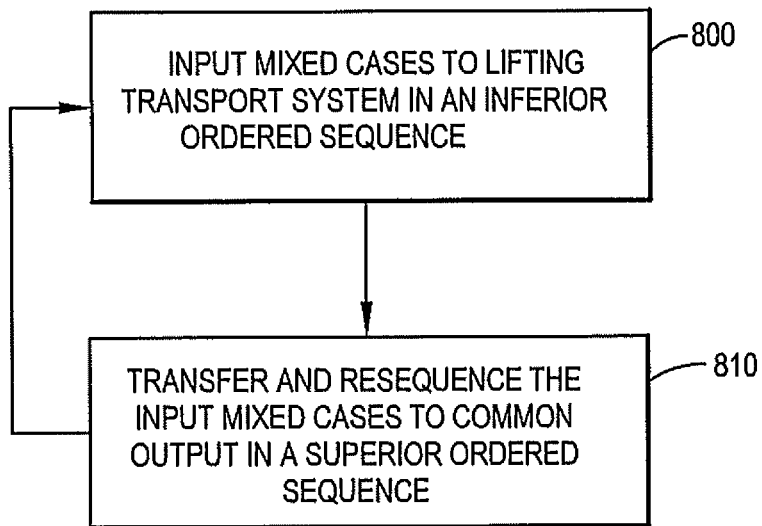 800
INPUT MIXED CASES TO LIFTING
TRANSPORT SYSTEM IN AN INFERIOR
ORDERED SEQUENCE
810
TRANSFER AND RESEQUENCE THE
INPUT MIXED CASES TO COMMON
OUTPUT IN A SUPERIOR ORDERED
SEQUENCE